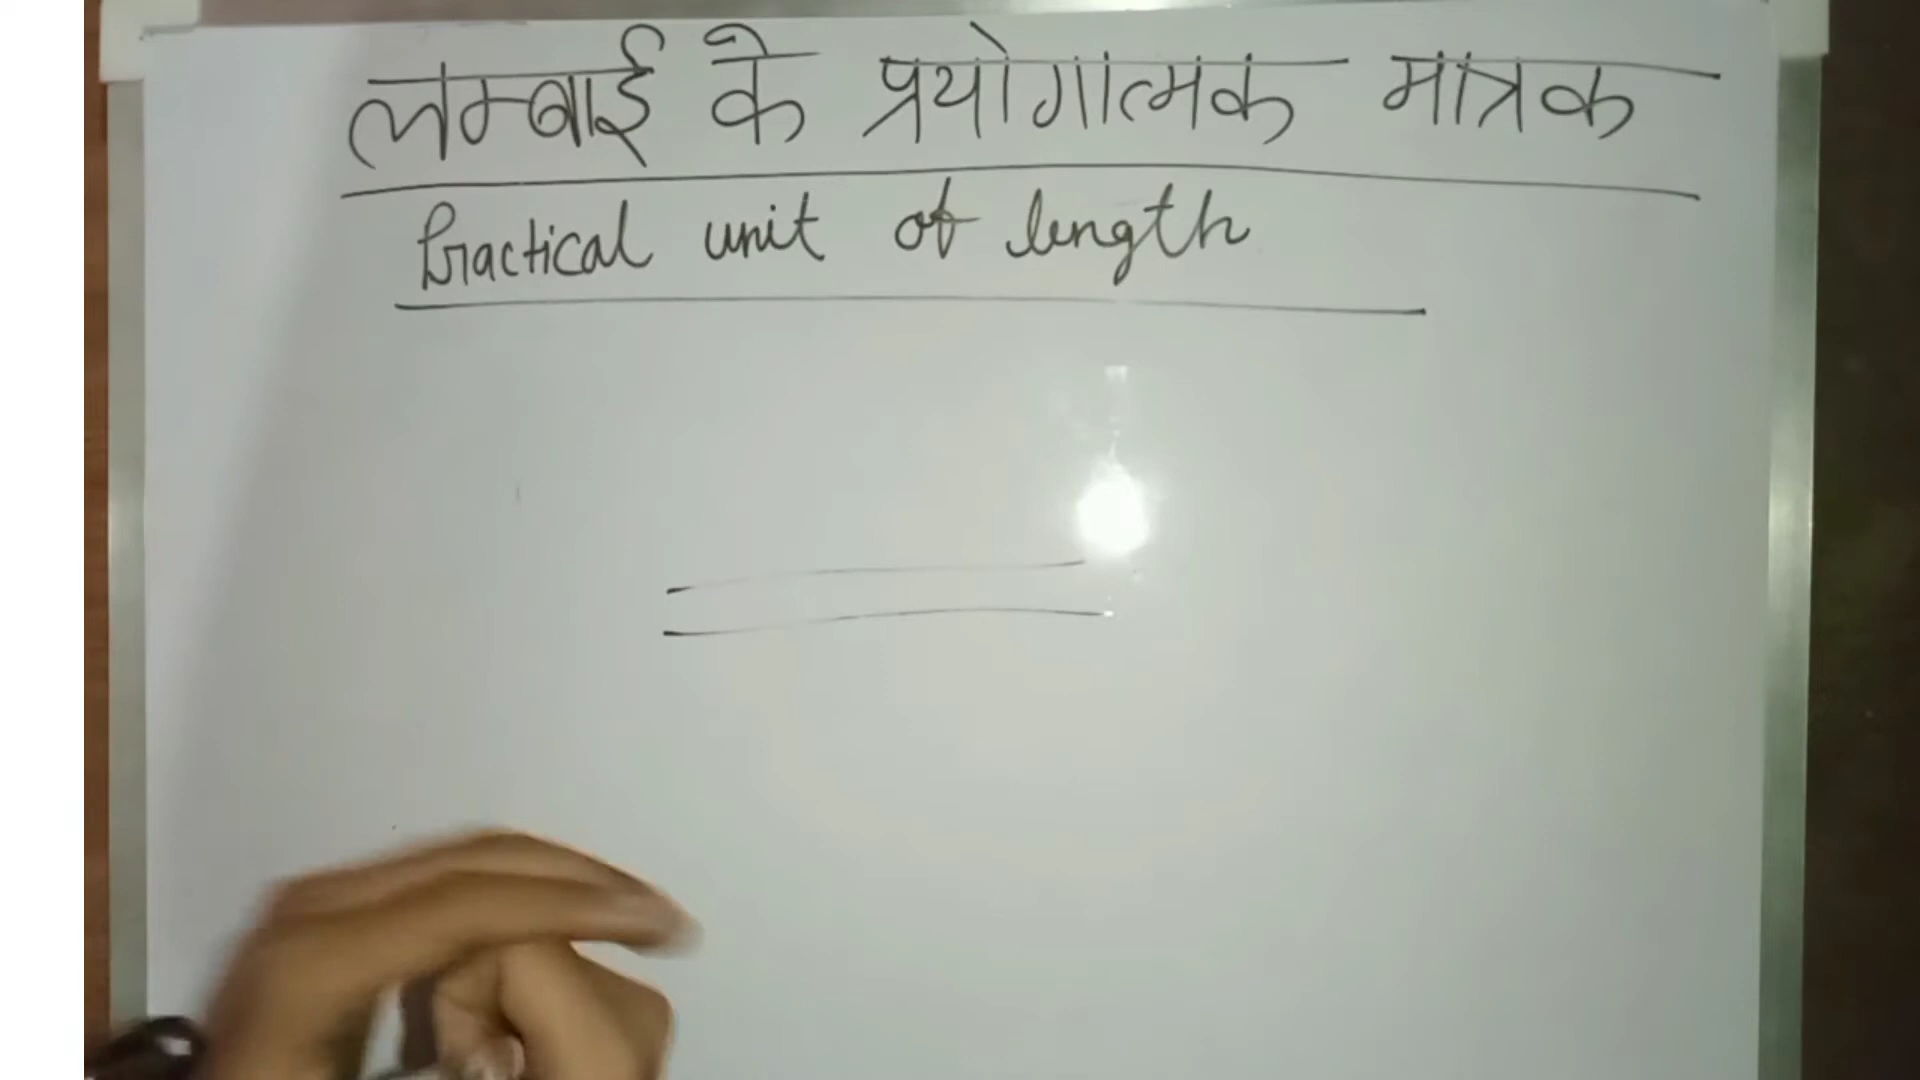 लम्बाई के प्रयोगात्मक मात्रक
Practical unit of length